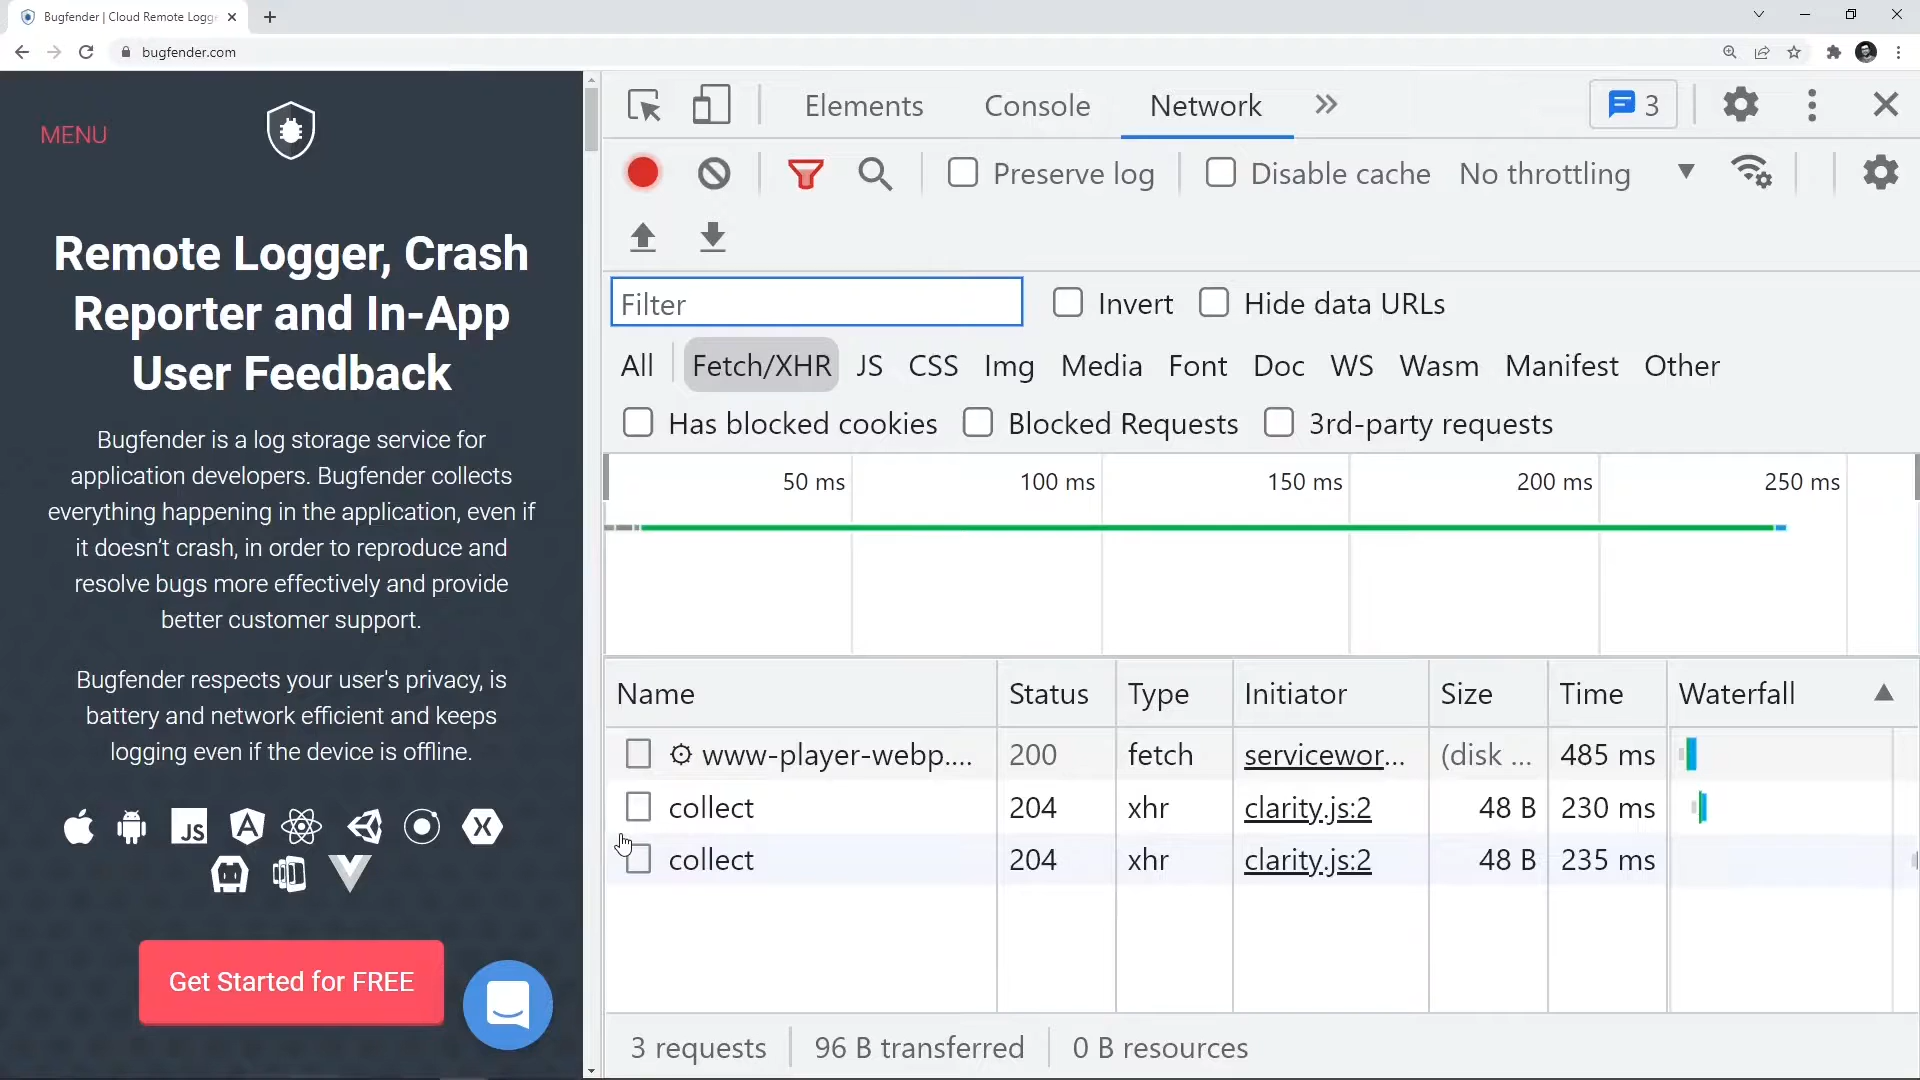 Bugfender | Cloud Remote Logge
bugfender.com
MENU
Remote Logger, Crash
Reporter and In-App
User Feedback
Bugfender is a log storage service for
application developers. Bugfender collects
everything happening in the application, even if
it doesn’t crash, in order to reproduce and
resolve bugs more effectively and provide
better customer support.
Bugfender respects your user's privacy, is
battery and network efficient and keeps
logging even if the device is offline.
JS
Get Started for FREE
Elements Console Network 3
Preserve log Disable cache No throttling
Filter Invert Hide data URLs
All Fetch/XHR JS CSS Img Media Font Doc WS Wasm Manifest Other
Has blocked cookies Blocked Requests 3rd-party requests
50 ms 100 ms 150 ms 200 ms 250 ms
Name Status Type Initiator Size Time Waterfall
www-player-webp.... 200 fetch servicewor... (disk ... 485 ms
collect 204 xhr clarity.js:2 48 B 230 ms
collect 204 xhr clarity.js:2 48 B 235 ms
3 requests 96 B transferred 0 B resources